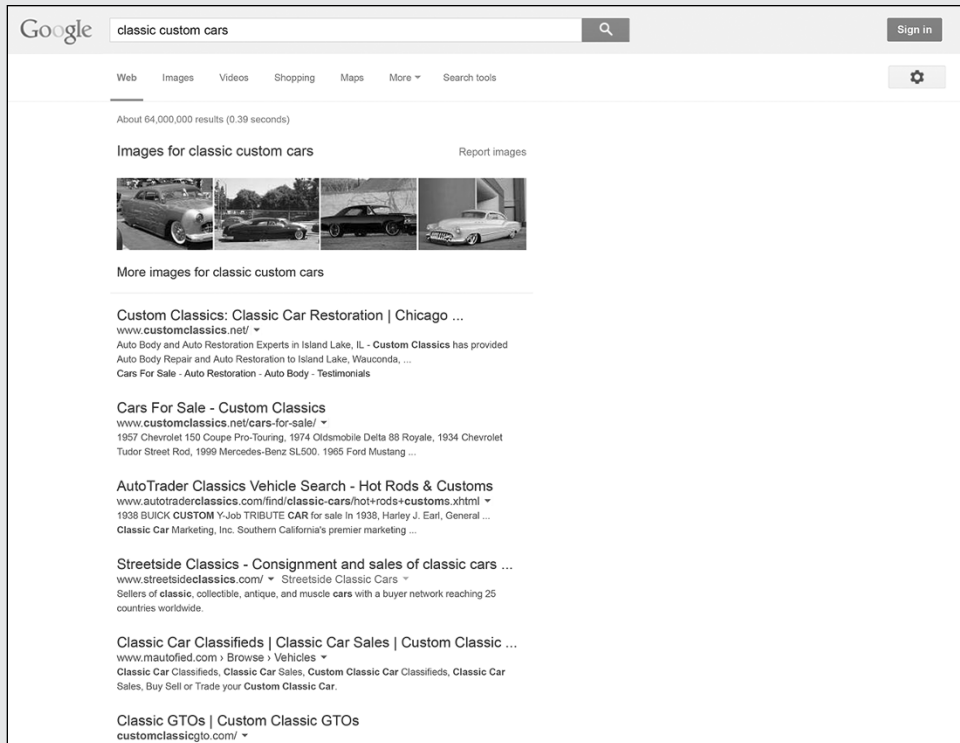 Google
classic custom cars
Sign in
Web Images Videos Shopping Maps More Search tools
About 64,000,000 results (0.39 seconds)
Images for classic custom cars Report images
More images for classic custom cars
Custom Classics: Classic Car Restoration | Chicago ...
www.customclassics.net/
Auto Body and Auto Restoration Experts in Island Lake, IL - Custom Classics has provided
Auto Body Repair and Auto Restoration to Island Lake, Wauconda, ...
Cars For Sale - Auto Restoration - Auto Body - Testimonials
Cars For Sale - Custom Classics
www.customclassics.net/cars-for-sale/
1957 Chevrolet 150 Coupe Pro-Touring, 1974 Oldsmobile Delta 88 Royale, 1934 Chevrolet
Tudor Street Rod, 1999 Mercedes-Benz SL500. 1965 Ford Mustang ...
AutoTrader Classics Vehicle Search - Hot Rods & Customs
www.autotraderclassics.com/find/classic-cars/hot+rods+customs.xhtml
1938 BUICK CUSTOM Y-Job TRIBUTE CAR for sale In 1938, Harley J. Earl, General ...
Classic Car Marketing, Inc. Southern California's premier marketing ...
Streetside Classics - Consignment and sales of classic cars ...
www.streetsideclassics.com/ Streetside Classic Cars
Sellers of classic, collectible, antique, and muscle cars with a buyer network reaching 25
countries worldwide.
Classic Car Classifieds | Classic Car Sales | Custom Classic ...
www.mautofied.com › Browse › Vehicles
Classic Car Classifieds, Classic Car Sales, Custom Classic Car Classifieds, Classic Car
Sales, Buy Sell or Trade your Custom Classic Car.
Classic GTOs | Custom Classic GTOs
customclassicgto.com/